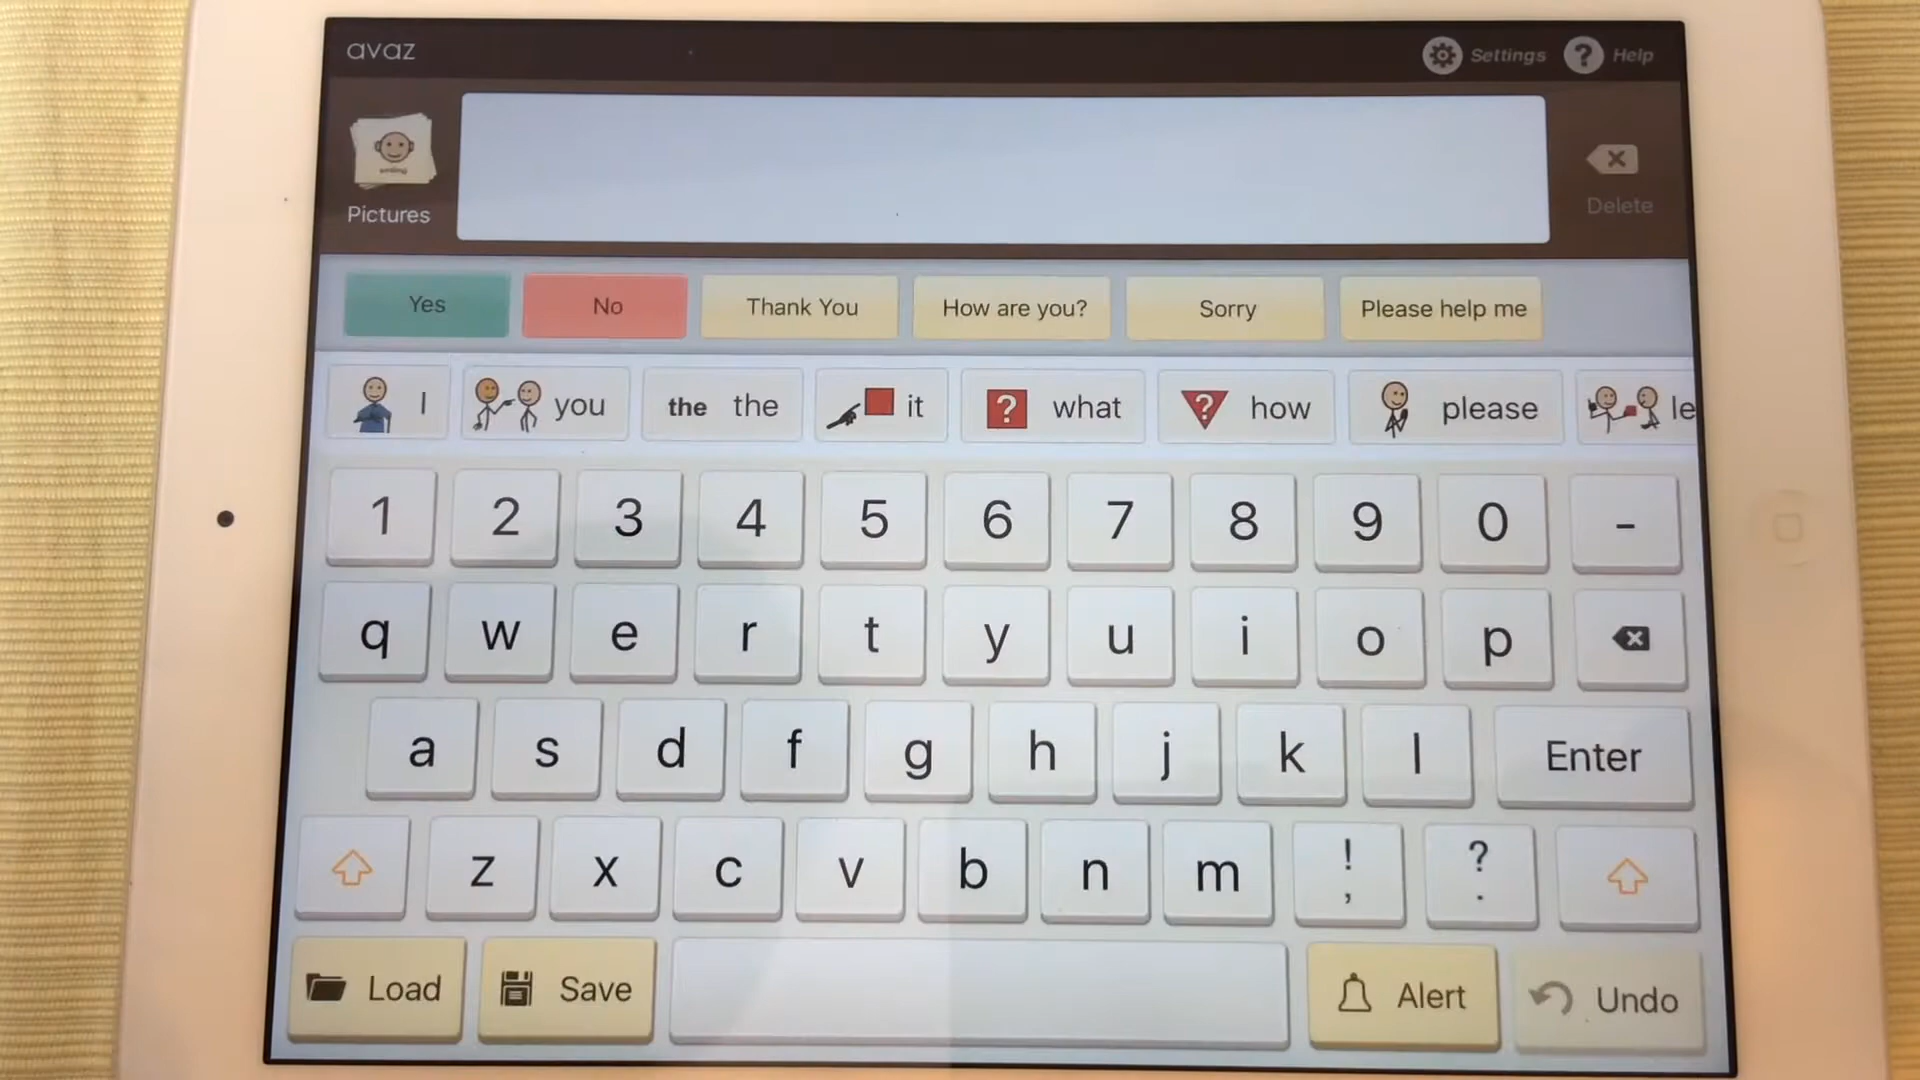 avaz
Settings
Help
smiling
Pictures
Delete
Yes No Thank You How are you? Sorry Please help me
I you the the it what how please le
1 2 3 4 5 6 7 8 9 0 -
q w e r t y u i o p
a s d f g h j k l Enter
z x c v b n m ! , ? .
Load Save Alert Undo